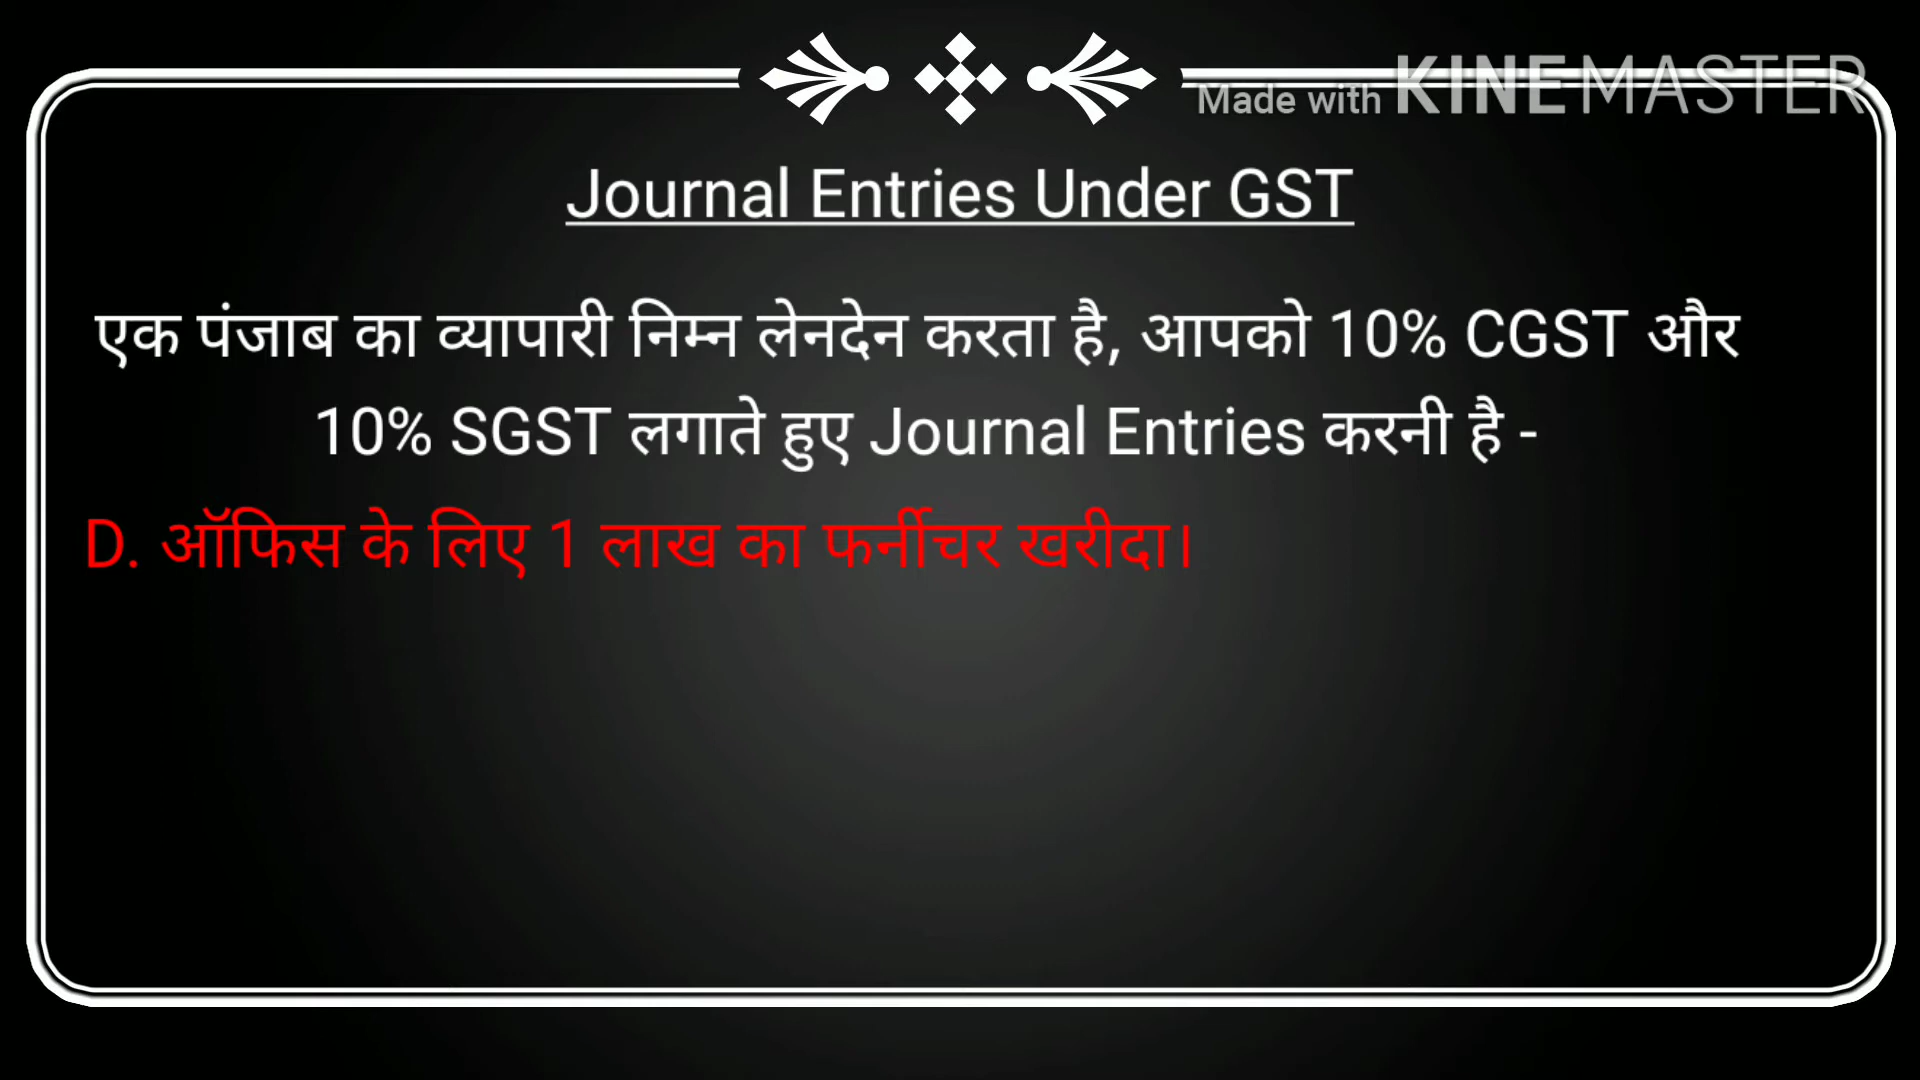 Made with KINEMASTER
Journal Entries Under GST
एक पंजाब का व्यापारी निम्न लेनदेन करता है, आपको 10% CGST और
10% SGST लगाते हुए Journal Entries करनी है -
D. ऑफिस के लिए 1 लाख का फर्नीचर खरीदा।